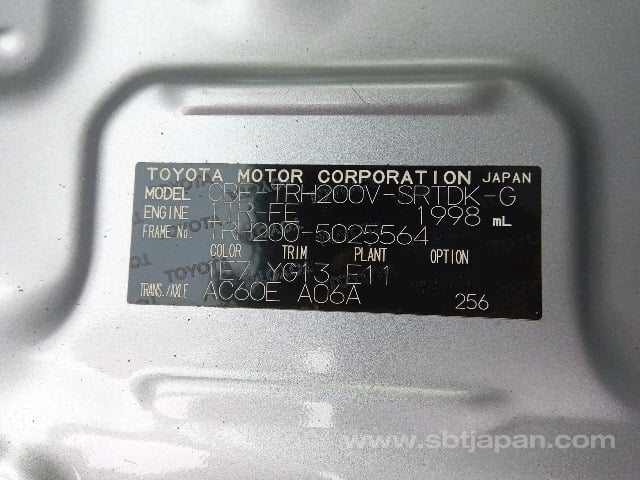 TOYOTA MOTOR CORPORATION JAPAN
MODEL CBF-TRH200V-SRTDK-G
ENGINE 1TR-FE 1998 mL
FRAME No. TRH200-5025564
COLOR TRIM PLANT OPTION
1E7 YG13 E11
TRANS./AXLE AC60E A06A 256
www.sbtjapan.com